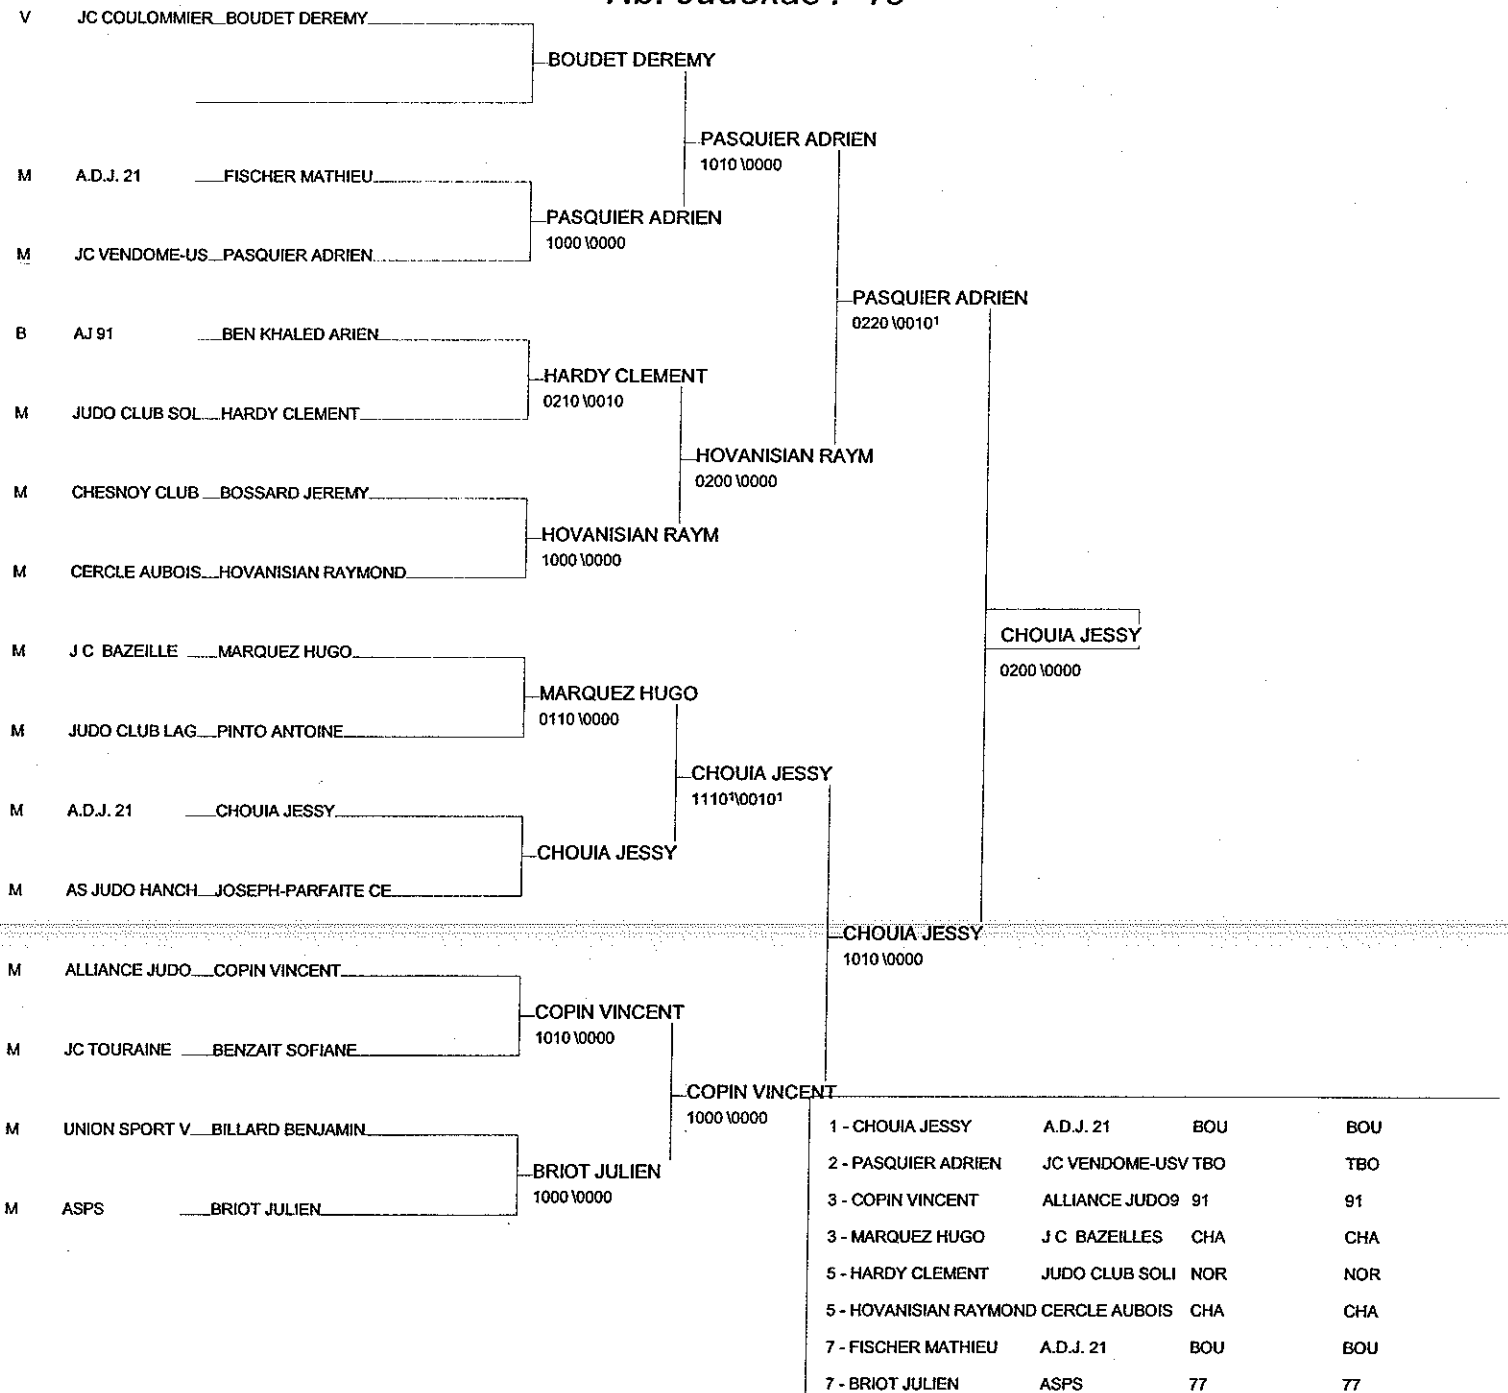 V JC COULOMMIER BOUDET DEREMY
BOUDET DEREMY
PASQUIER ADRIEN
1010 \0000
M A.D.J. 21 FISCHER MATHIEU
PASQUIER ADRIEN
1000 \0000
M JC VENDOME-US PASQUIER ADRIEN
PASQUIER ADRIEN
0220 \0010¹
B AJ 91 BEN KHALED ARIEN
HARDY CLEMENT
0210 \0010
M JUDO CLUB SOL HARDY CLEMENT
HOVANISIAN RAYM
0200 \0000
M CHESNOY CLUB BOSSARD JEREMY
HOVANISIAN RAYM
1000 \0000
M CERCLE AUBOIS HOVANISIAN RAYMOND
CHOUIA JESSY
0200 \0000
M J C BAZEILLE MARQUEZ HUGO
MARQUEZ HUGO
0110 \0000
M JUDO CLUB LAG PINTO ANTOINE
CHOUIA JESSY
1110¹\0010¹
M A.D.J. 21 CHOUIA JESSY
CHOUIA JESSY
M AS JUDO HANCH JOSEPH-PARFAITE CE
CHOUIA JESSY
1010 \0000
M ALLIANCE JUDO COPIN VINCENT
COPIN VINCENT
1010 \0000
M JC TOURAINE BENZAIT SOFIANE
COPIN VINCENT
1000 \0000
M UNION SPORT V BILLARD BENJAMIN
BRIOT JULIEN
1000 \0000
M ASPS BRIOT JULIEN
1 - CHOUIA JESSY A.D.J. 21 BOU BOU
2 - PASQUIER ADRIEN JC VENDOME-USV TBO TBO
3 - COPIN VINCENT ALLIANCE JUDO9 91 91
3 - MARQUEZ HUGO J C BAZEILLES CHA CHA
5 - HARDY CLEMENT JUDO CLUB SOLI NOR NOR
5 - HOVANISIAN RAYMOND CERCLE AUBOIS CHA CHA
7 - FISCHER MATHIEU A.D.J. 21 BOU BOU
7 - BRIOT JULIEN ASPS 77 77